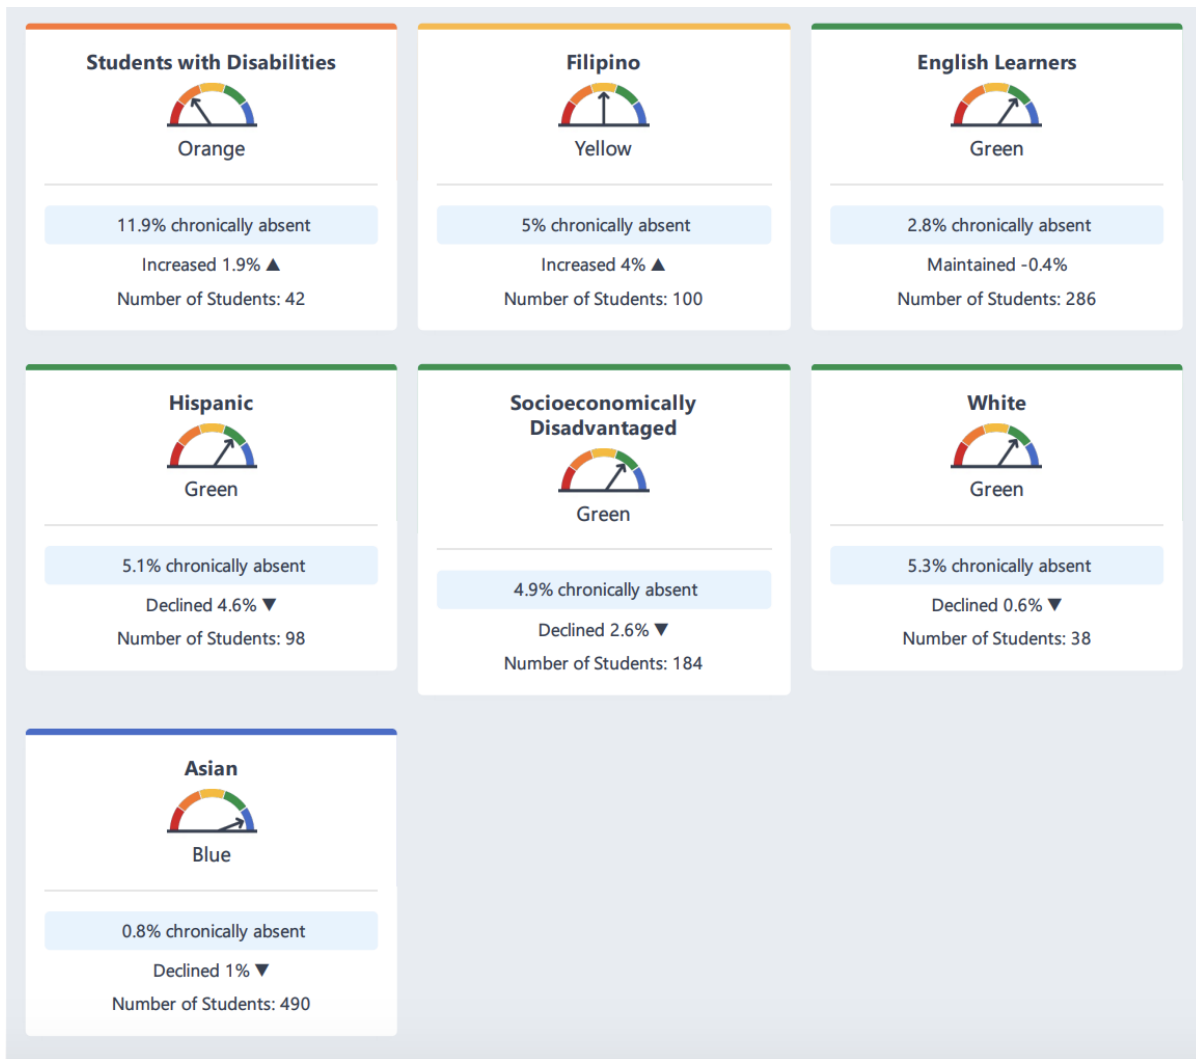 Students with Disabilities
Orange
11.9% chronically absent
Increased 1.9% ▲
Number of Students: 42
Filipino
Yellow
5% chronically absent
Increased 4% ▲
Number of Students: 100
English Learners
Green
2.8% chronically absent
Maintained -0.4%
Number of Students: 286
Hispanic
Green
5.1% chronically absent
Declined 4.6% ▼
Number of Students: 98
Socioeconomically
Disadvantaged
Green
4.9% chronically absent
Declined 2.6% ▼
Number of Students: 184
White
Green
5.3% chronically absent
Declined 0.6% ▼
Number of Students: 38
Asian
Blue
0.8% chronically absent
Declined 1% ▼
Number of Students: 490